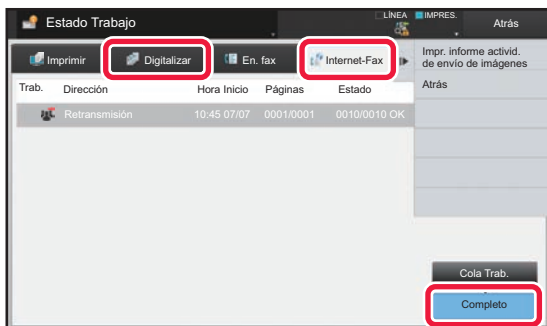 Estado Trabajo
LÍNEA
IMPRES.
Atrás
Imprimir
Digitalizar
En. fax
Internet-Fax
Impr. informe activid.
de envío de imágenes
Atrás
Trab. Dirección Hora Inicio Páginas Estado
Retransmisión 10:45 07/07 0001/0001 0010/0010 OK
Cola Trab.
Completo